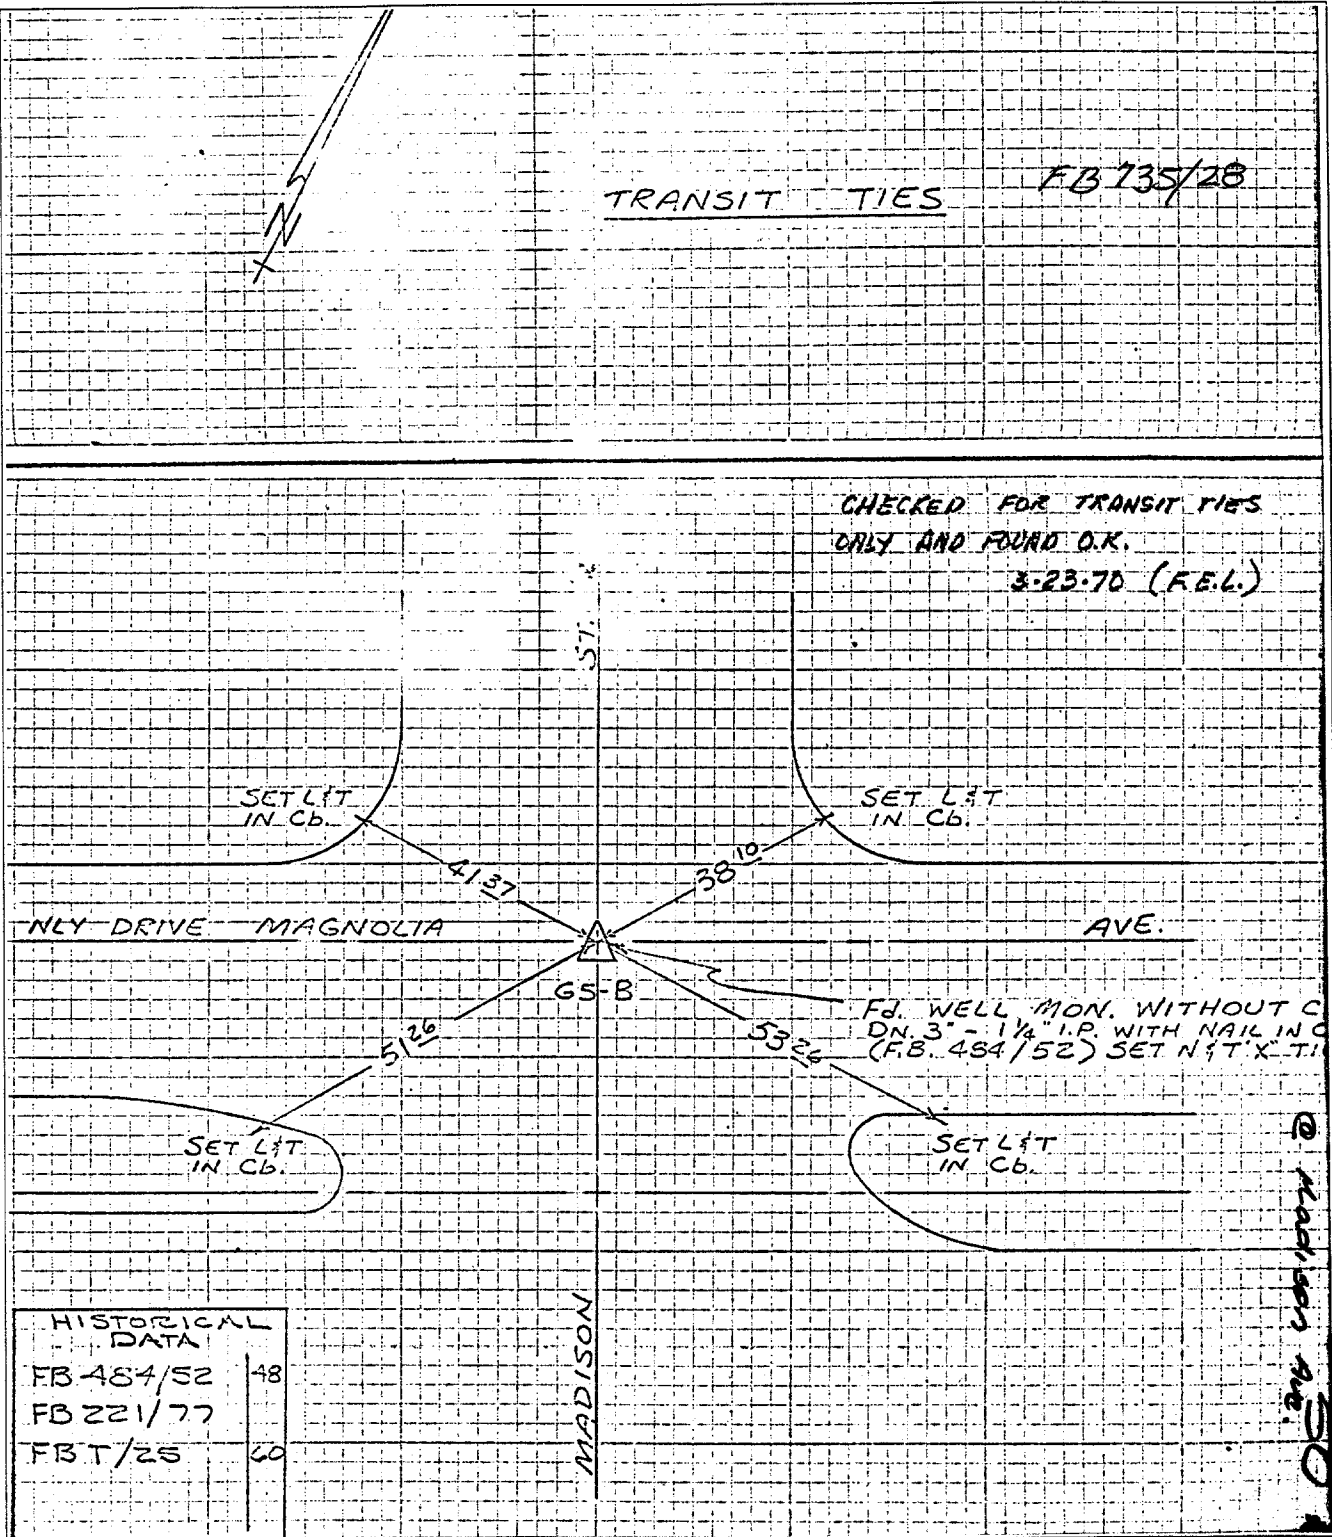 N
TRANSIT TIES
FB 735/28
CHECKED FOR TRANSIT TIES
ONLY AND FOUND O.K.
3-23-70 (F.E.L.)
ST.
SET L&T
IN Cb.
SET L&T
IN Cb.
41 37
38 10
NLY DRIVE MAGNOLIA AVE.
GS-B
Fd. WELL MON. WITHOUT C
DN. 3" - 1 1/4" I.P. WITH NAIL IN
(F.B. 484/52) SET N&T "X"
51 26
53 26
SET L&T
IN Cb.
SET L&T
IN Cb.
MADISON
@ Madison Ave.
50
HISTORICAL
DATA
FB 484/52 48
FB 221/77
FB T/25 60